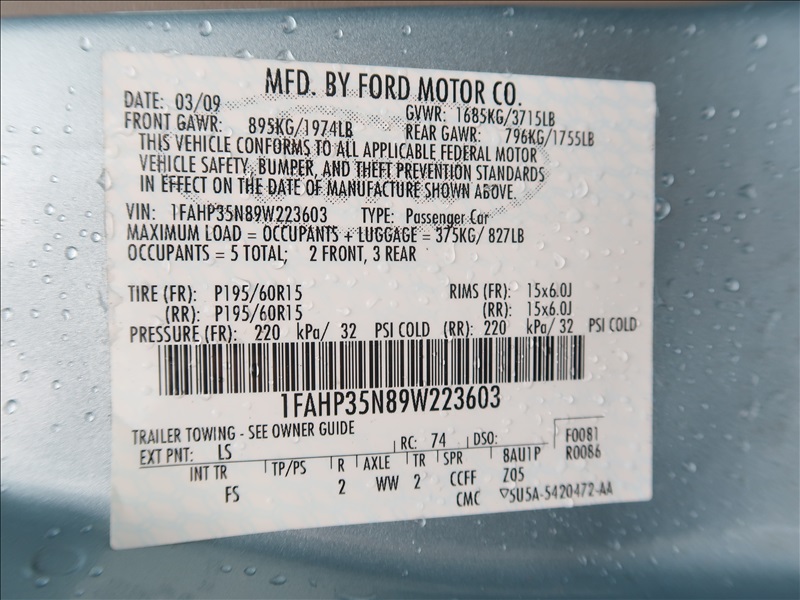 MFD. BY FORD MOTOR CO.
DATE: 03/09 GVWR: 1685KG/3715LB
FRONT GAWR: 895KG/1974LB REAR GAWR: 796KG/1755LB
THIS VEHICLE CONFORMS TO ALL APPLICABLE FEDERAL MOTOR
VEHICLE SAFETY, BUMPER, AND THEFT PREVENTION STANDARDS
IN EFFECT ON THE DATE OF MANUFACTURE SHOWN ABOVE.
VIN: 1FAHP35N89W223603 TYPE: Passenger Car
MAXIMUM LOAD = OCCUPANTS + LUGGAGE = 375KG/ 827LB
OCCUPANTS = 5 TOTAL; 2 FRONT, 3 REAR
TIRE (FR): P195/60R15 RIMS (FR): 15x6.0J
(RR): P195/60R15 (RR): 15x6.0J
PRESSURE (FR): 220 kPa/ 32 PSI COLD (RR): 220 kPa/ 32 PSI COLD
1FAHP35N89W223603
TRAILER TOWING - SEE OWNER GUIDE
EXT PNT: LS RC: 74 DSO: F0081
INT TR TP/PS R AXLE TR SPR 8AU1P R0086
FS 2 WW 2 CCFF Z05
CMC ▽5U5A-5420472-AA